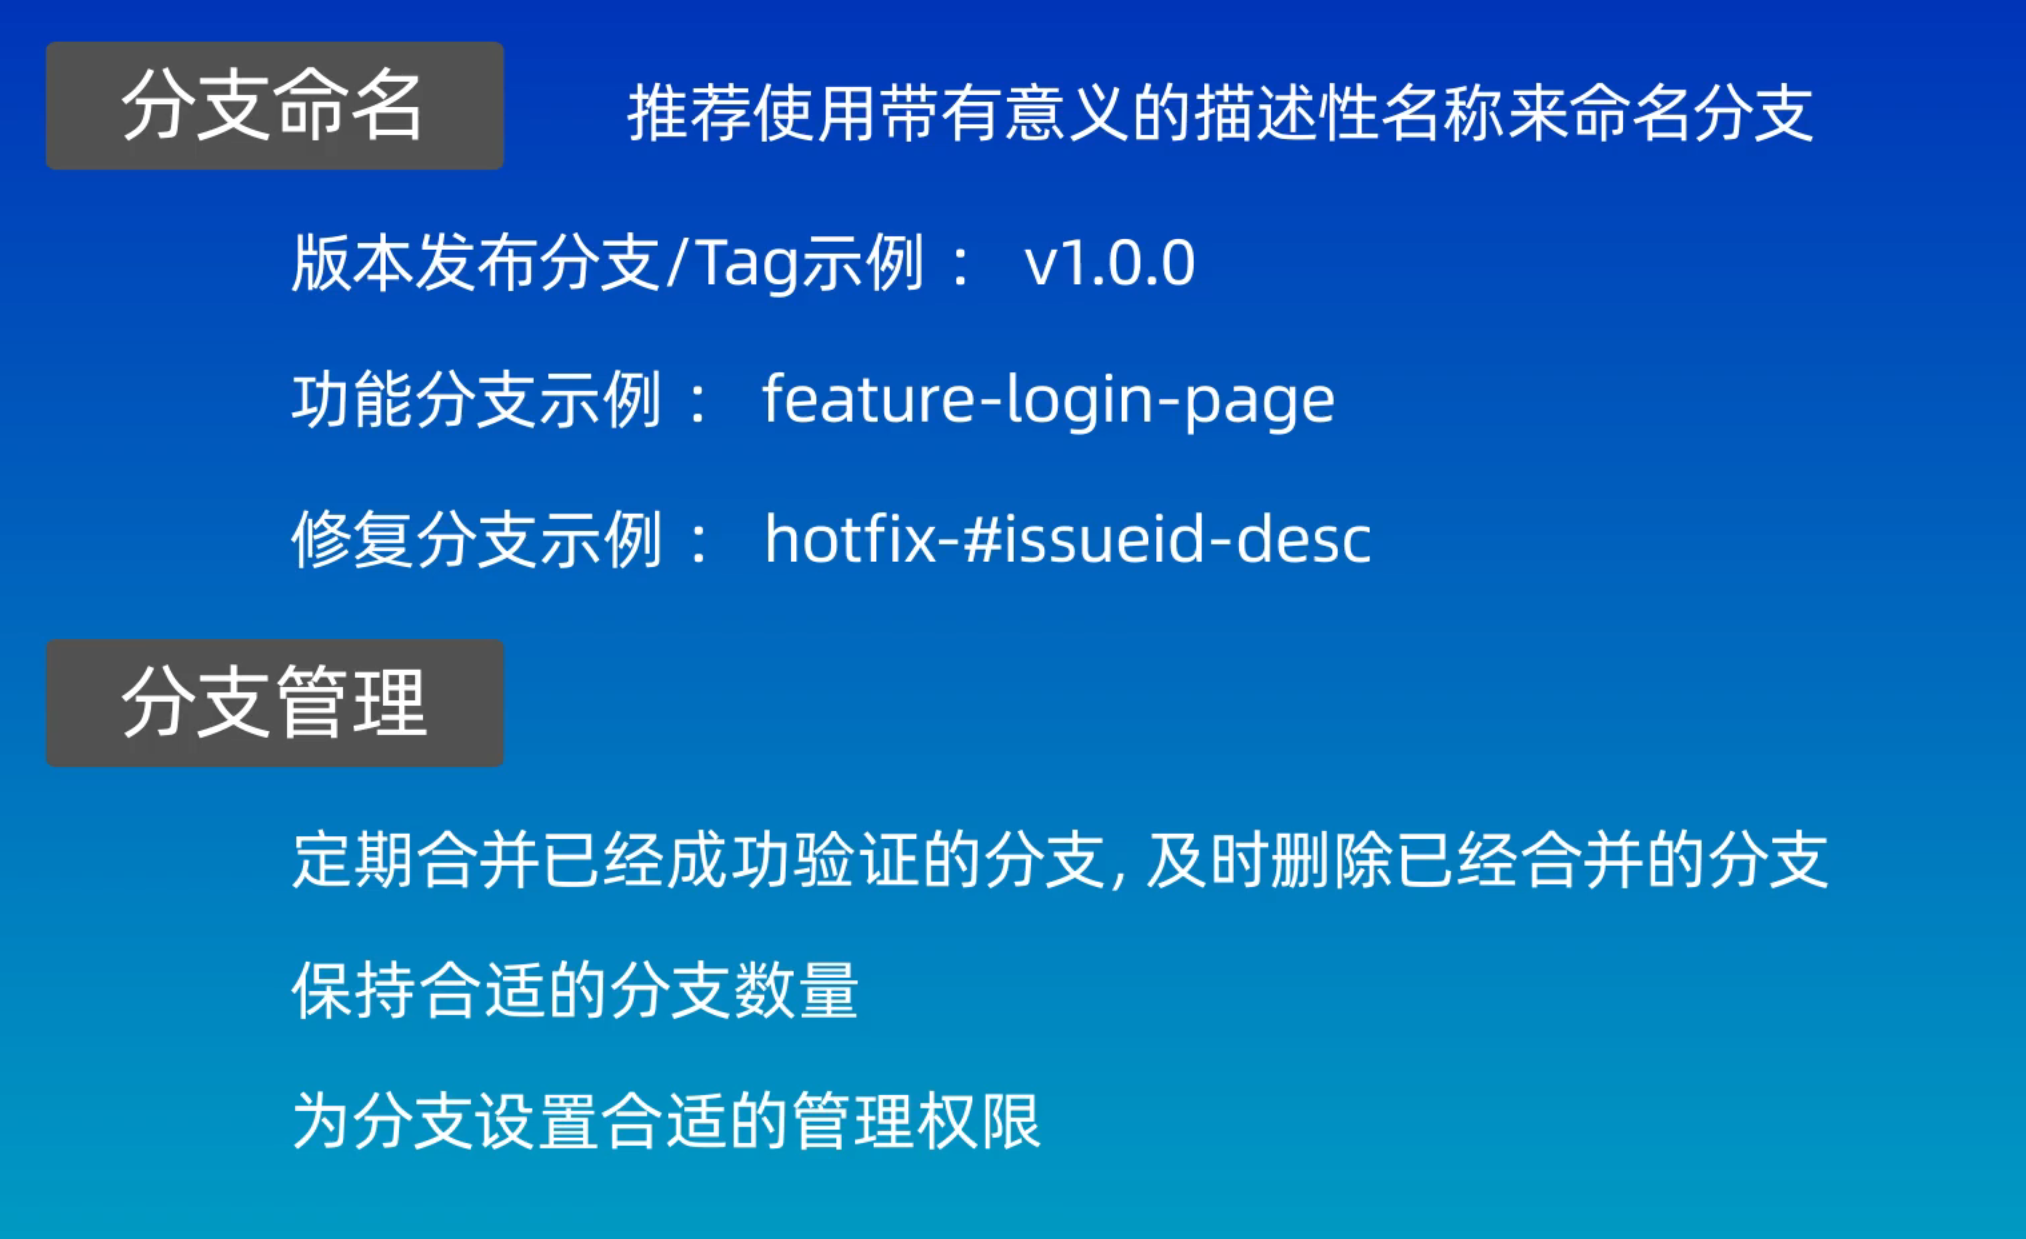 分支命名 推荐使用带有意义的描述性名称来命名分支
版本发布分支/Tag示例： v1.0.0
功能分支示例： feature-login-page
修复分支示例： hotfix-#issueid-desc
分支管理
定期合并已经成功验证的分支, 及时删除已经合并的分支
保持合适的分支数量
为分支设置合适的管理权限